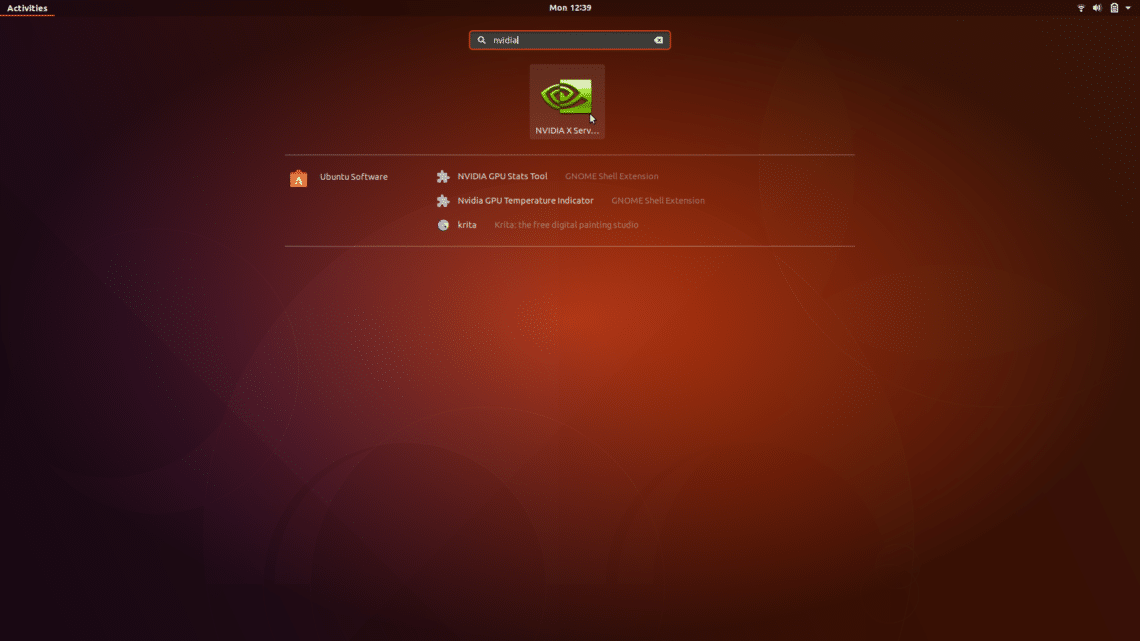 Activities
Mon 12:39
nvidia
NVIDIA X Serv...
Ubuntu Software
NVIDIA GPU Stats Tool GNOME Shell Extension
Nvidia GPU Temperature Indicator GNOME Shell Extension
krita Krita: the free digital painting studio